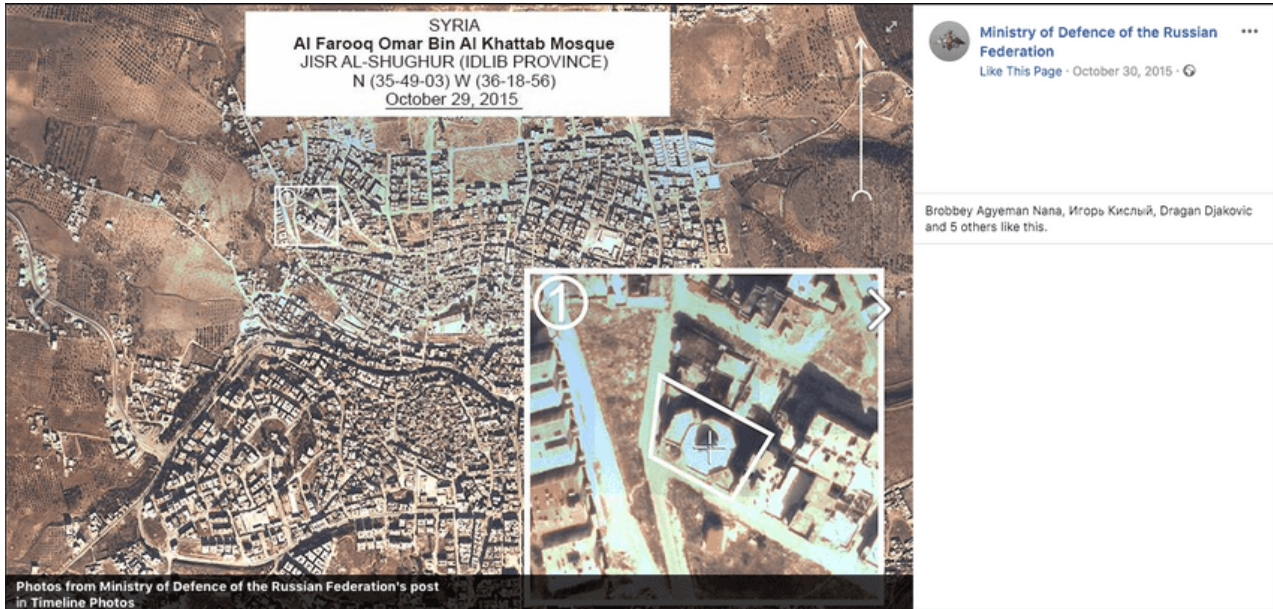 SYRIA
Al Farooq Omar Bin Al Khattab Mosque
JISR AL-SHUGHUR (IDLIB PROVINCE)
N (35-49-03) W (36-18-56)
October 29, 2015
1
1
Photos from Ministry of Defence of the Russian Federation's post
in Timeline Photos
Ministry of Defence of the Russian
Federation
Like This Page · October 30, 2015 ·
Brobbey Agyeman Nana, Игорь Кислый, Dragan Djakovic
and 5 others like this.